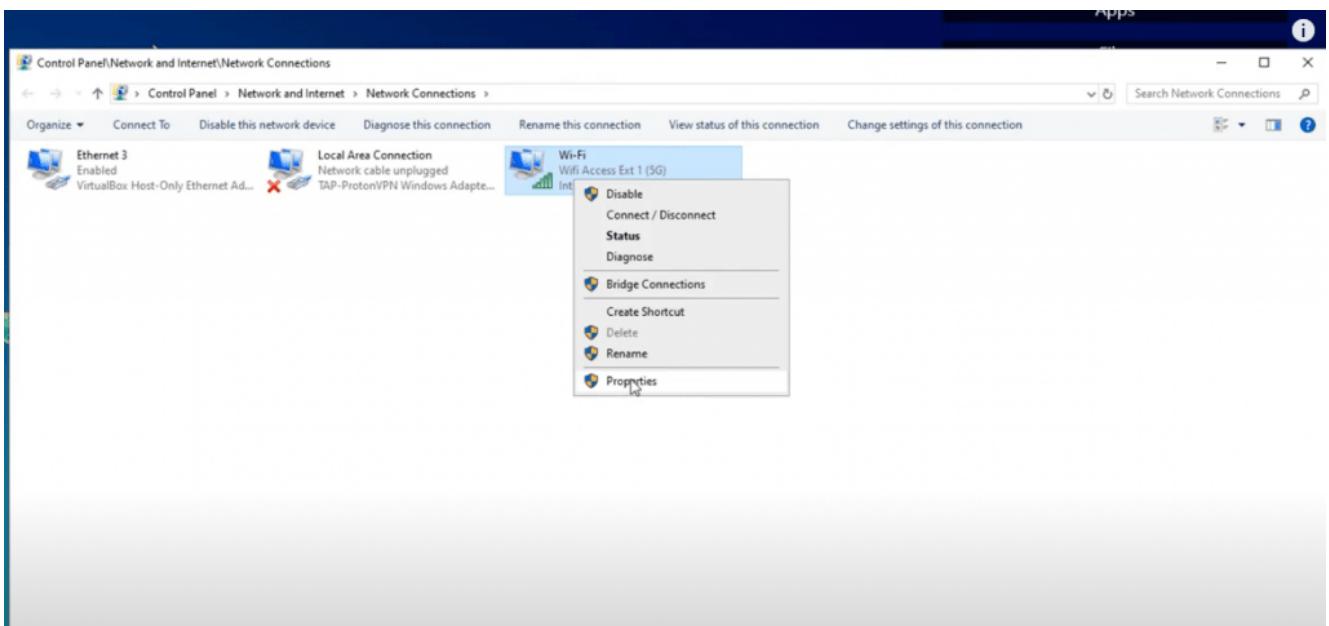 Apps
Control Panel\Network and Internet\Network Connections
Control Panel > Network and Internet > Network Connections >
Search Network Connections
Organize Connect To Disable this network device Diagnose this connection Rename this connection View status of this connection Change settings of this connection
Ethernet 3
Enabled
VirtualBox Host-Only Ethernet Ad...
Local Area Connection
Network cable unplugged
TAP-ProtonVPN Windows Adapte...
Wi-Fi
Wifi Access Ext 1 (5G)
Int
Disable
Connect / Disconnect
Status
Diagnose
Bridge Connections
Create Shortcut
Delete
Rename
Properties